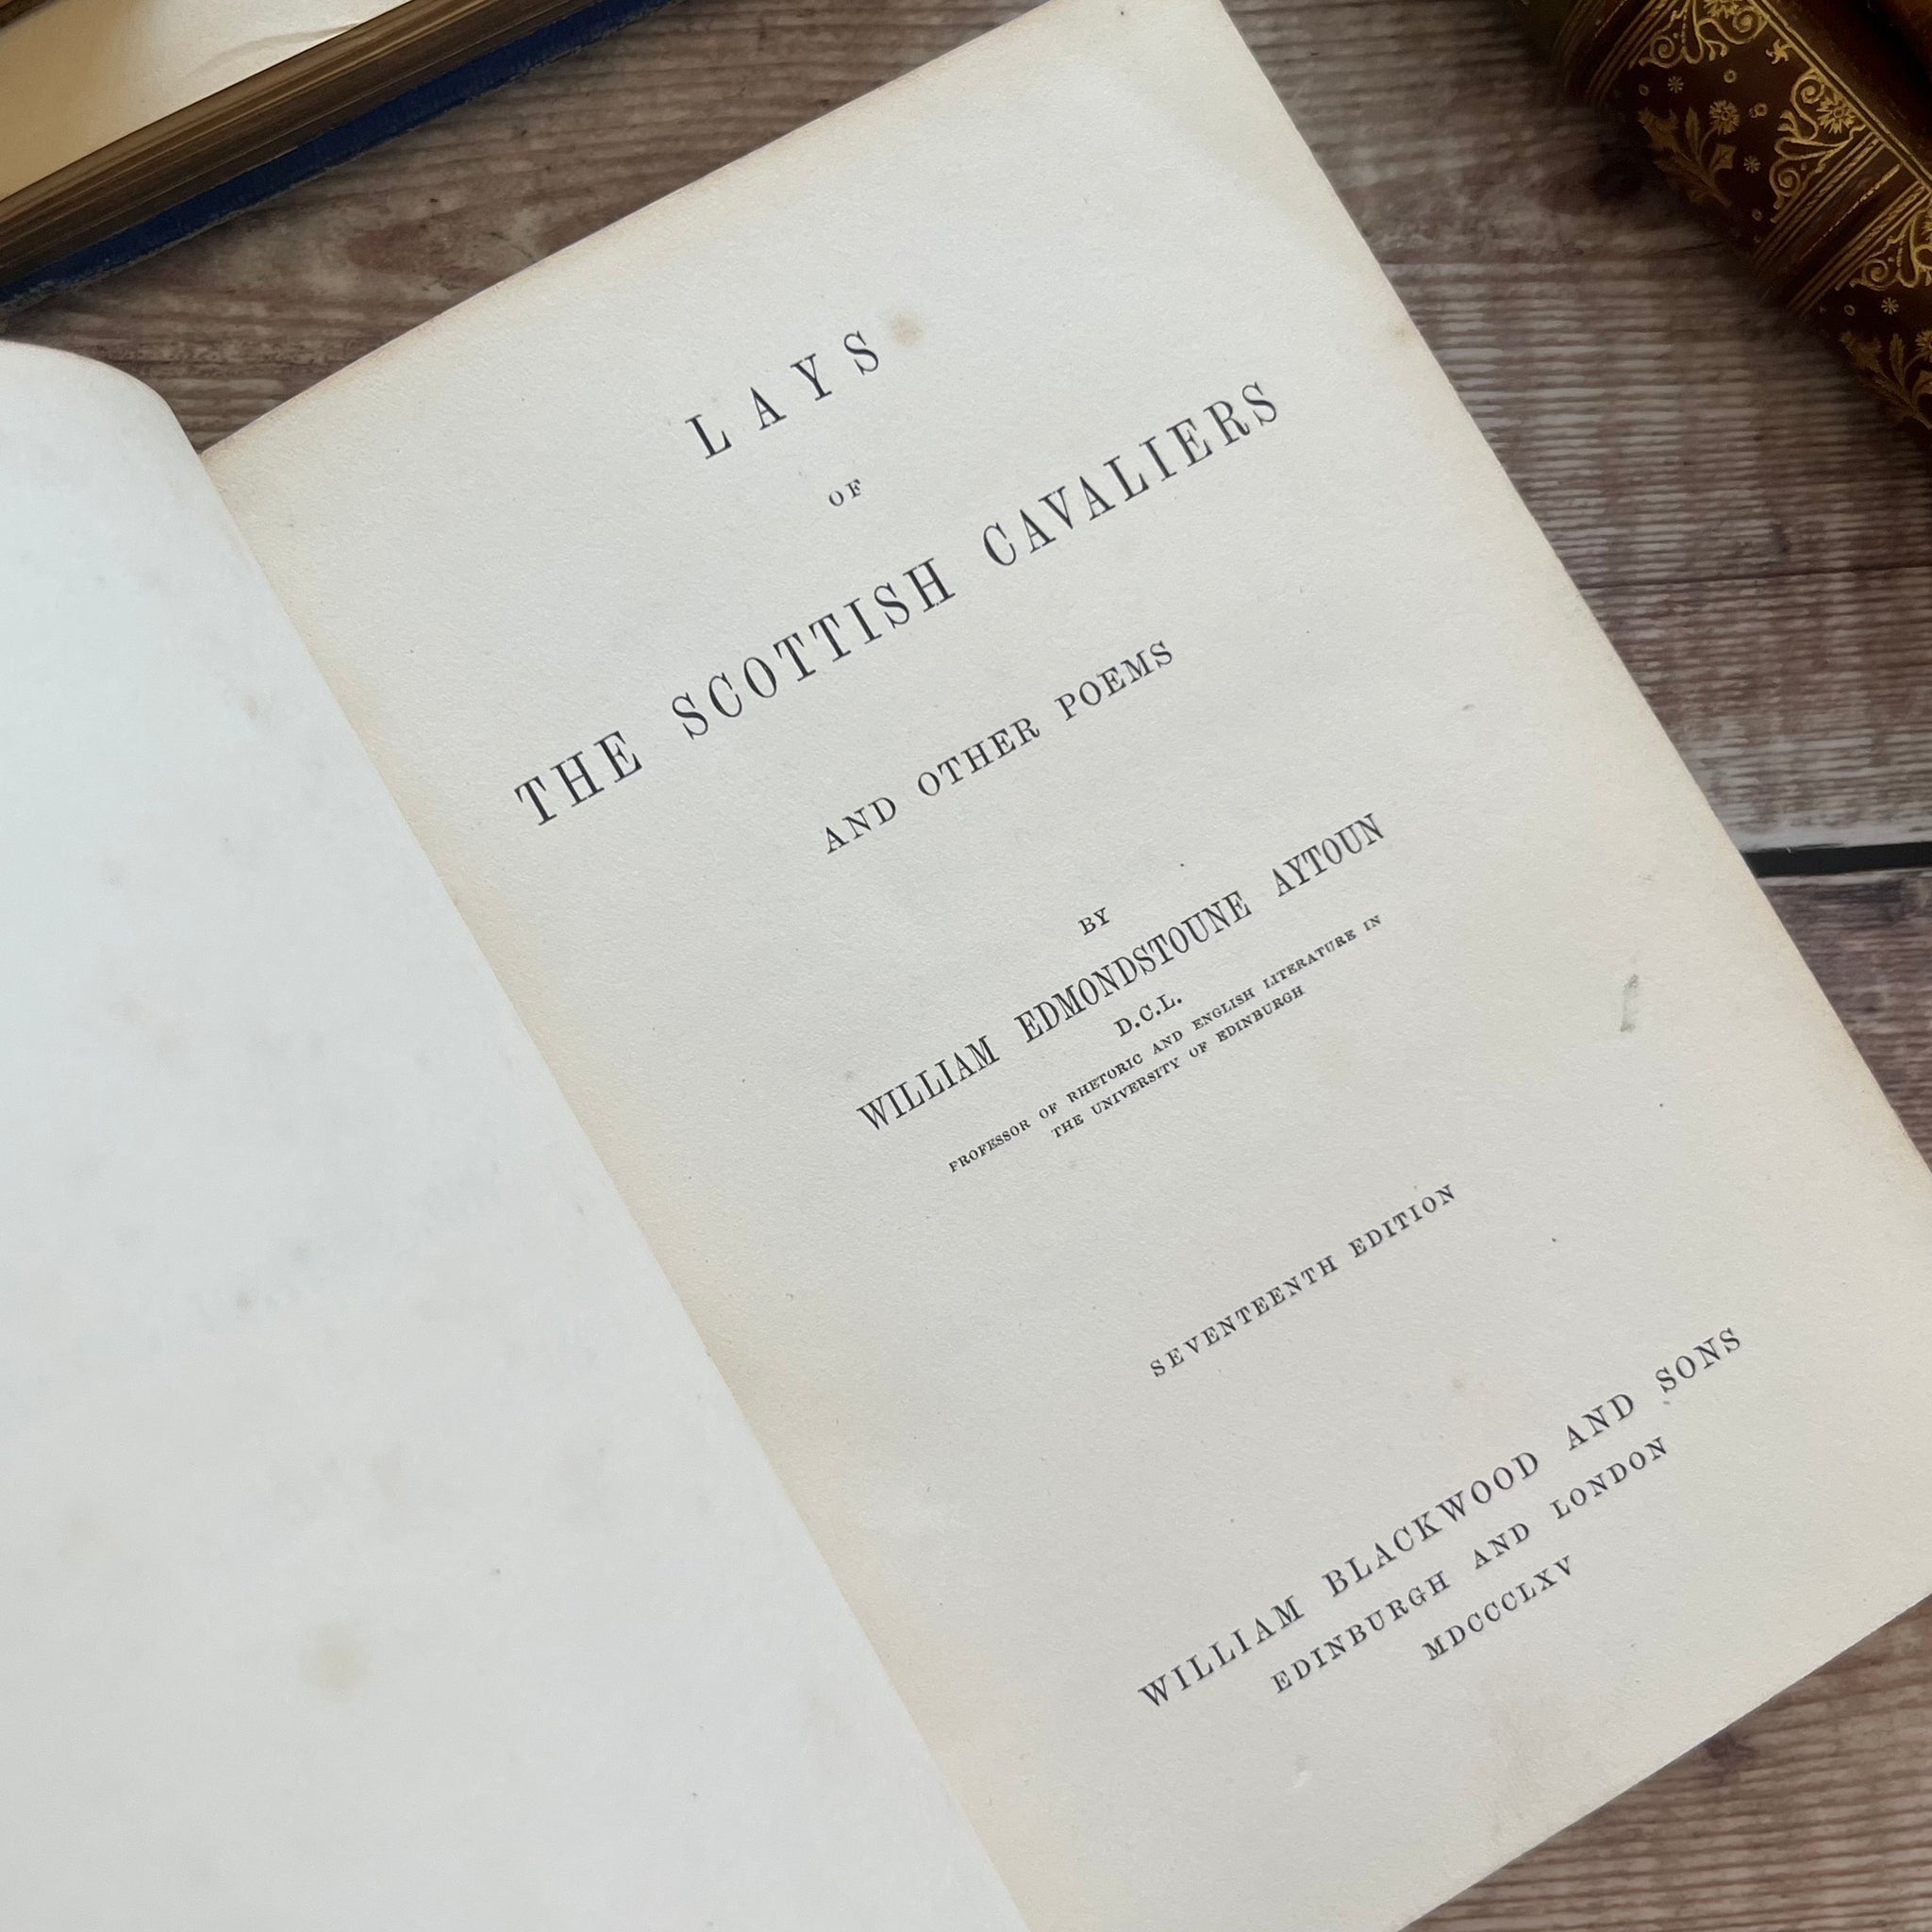 LAYS
OF
THE SCOTTISH CAVALIERS
AND OTHER POEMS
BY
WILLIAM EDMONDSTOUNE AYTOUN
D.C.L.
PROFESSOR OF RHETORIC AND ENGLISH LITERATURE IN
THE UNIVERSITY OF EDINBURGH
SEVENTEENTH EDITION
WILLIAM BLACKWOOD AND SONS
EDINBURGH AND LONDON
MDCCCLXV